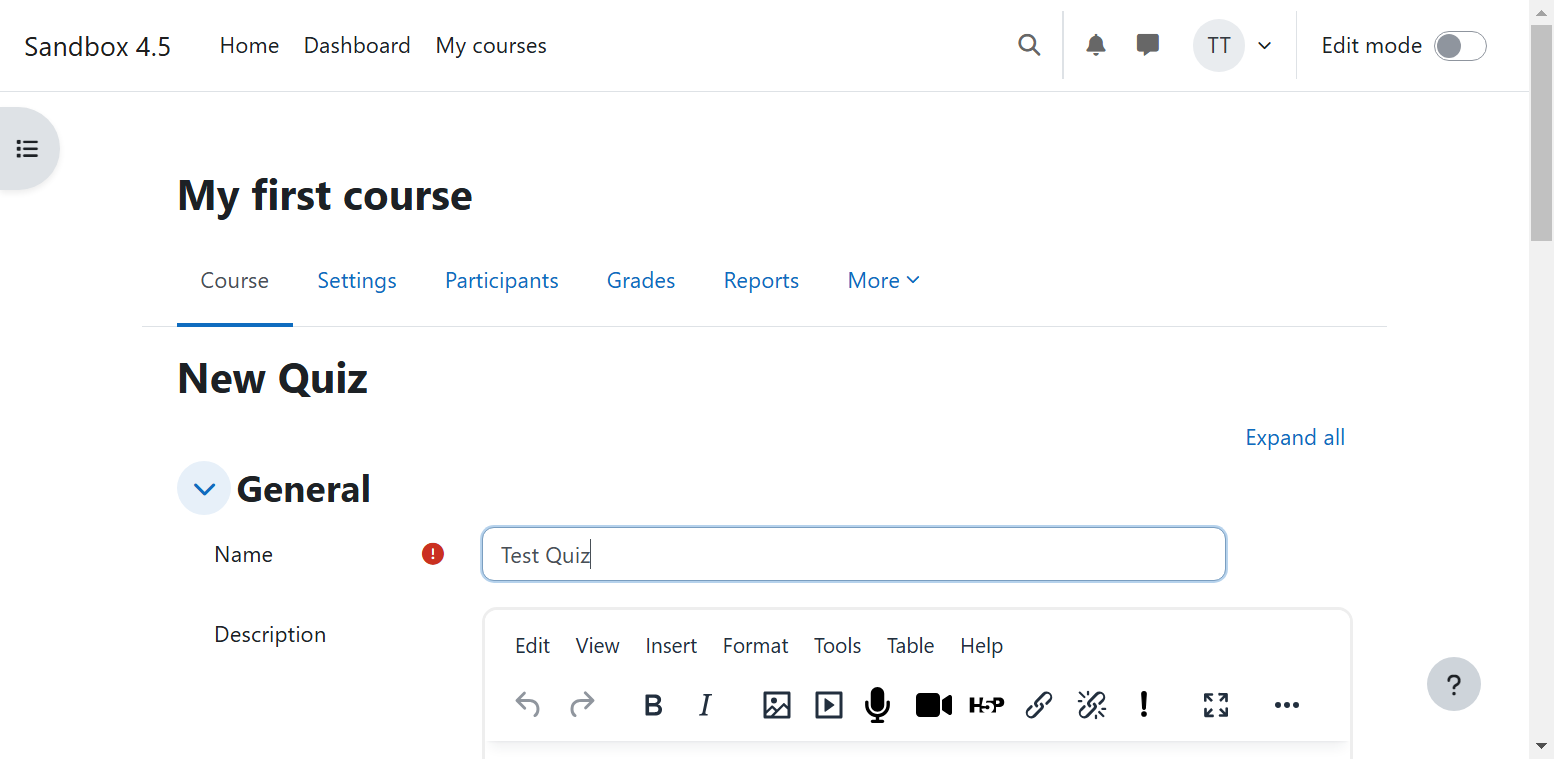 Sandbox 4.5 Home Dashboard My courses TT Edit mode
My first course
Course Settings Participants Grades Reports More
New Quiz
Expand all
General
Name ! Test Quiz
Description
Edit View Insert Format Tools Table Help
B I H5P !
?